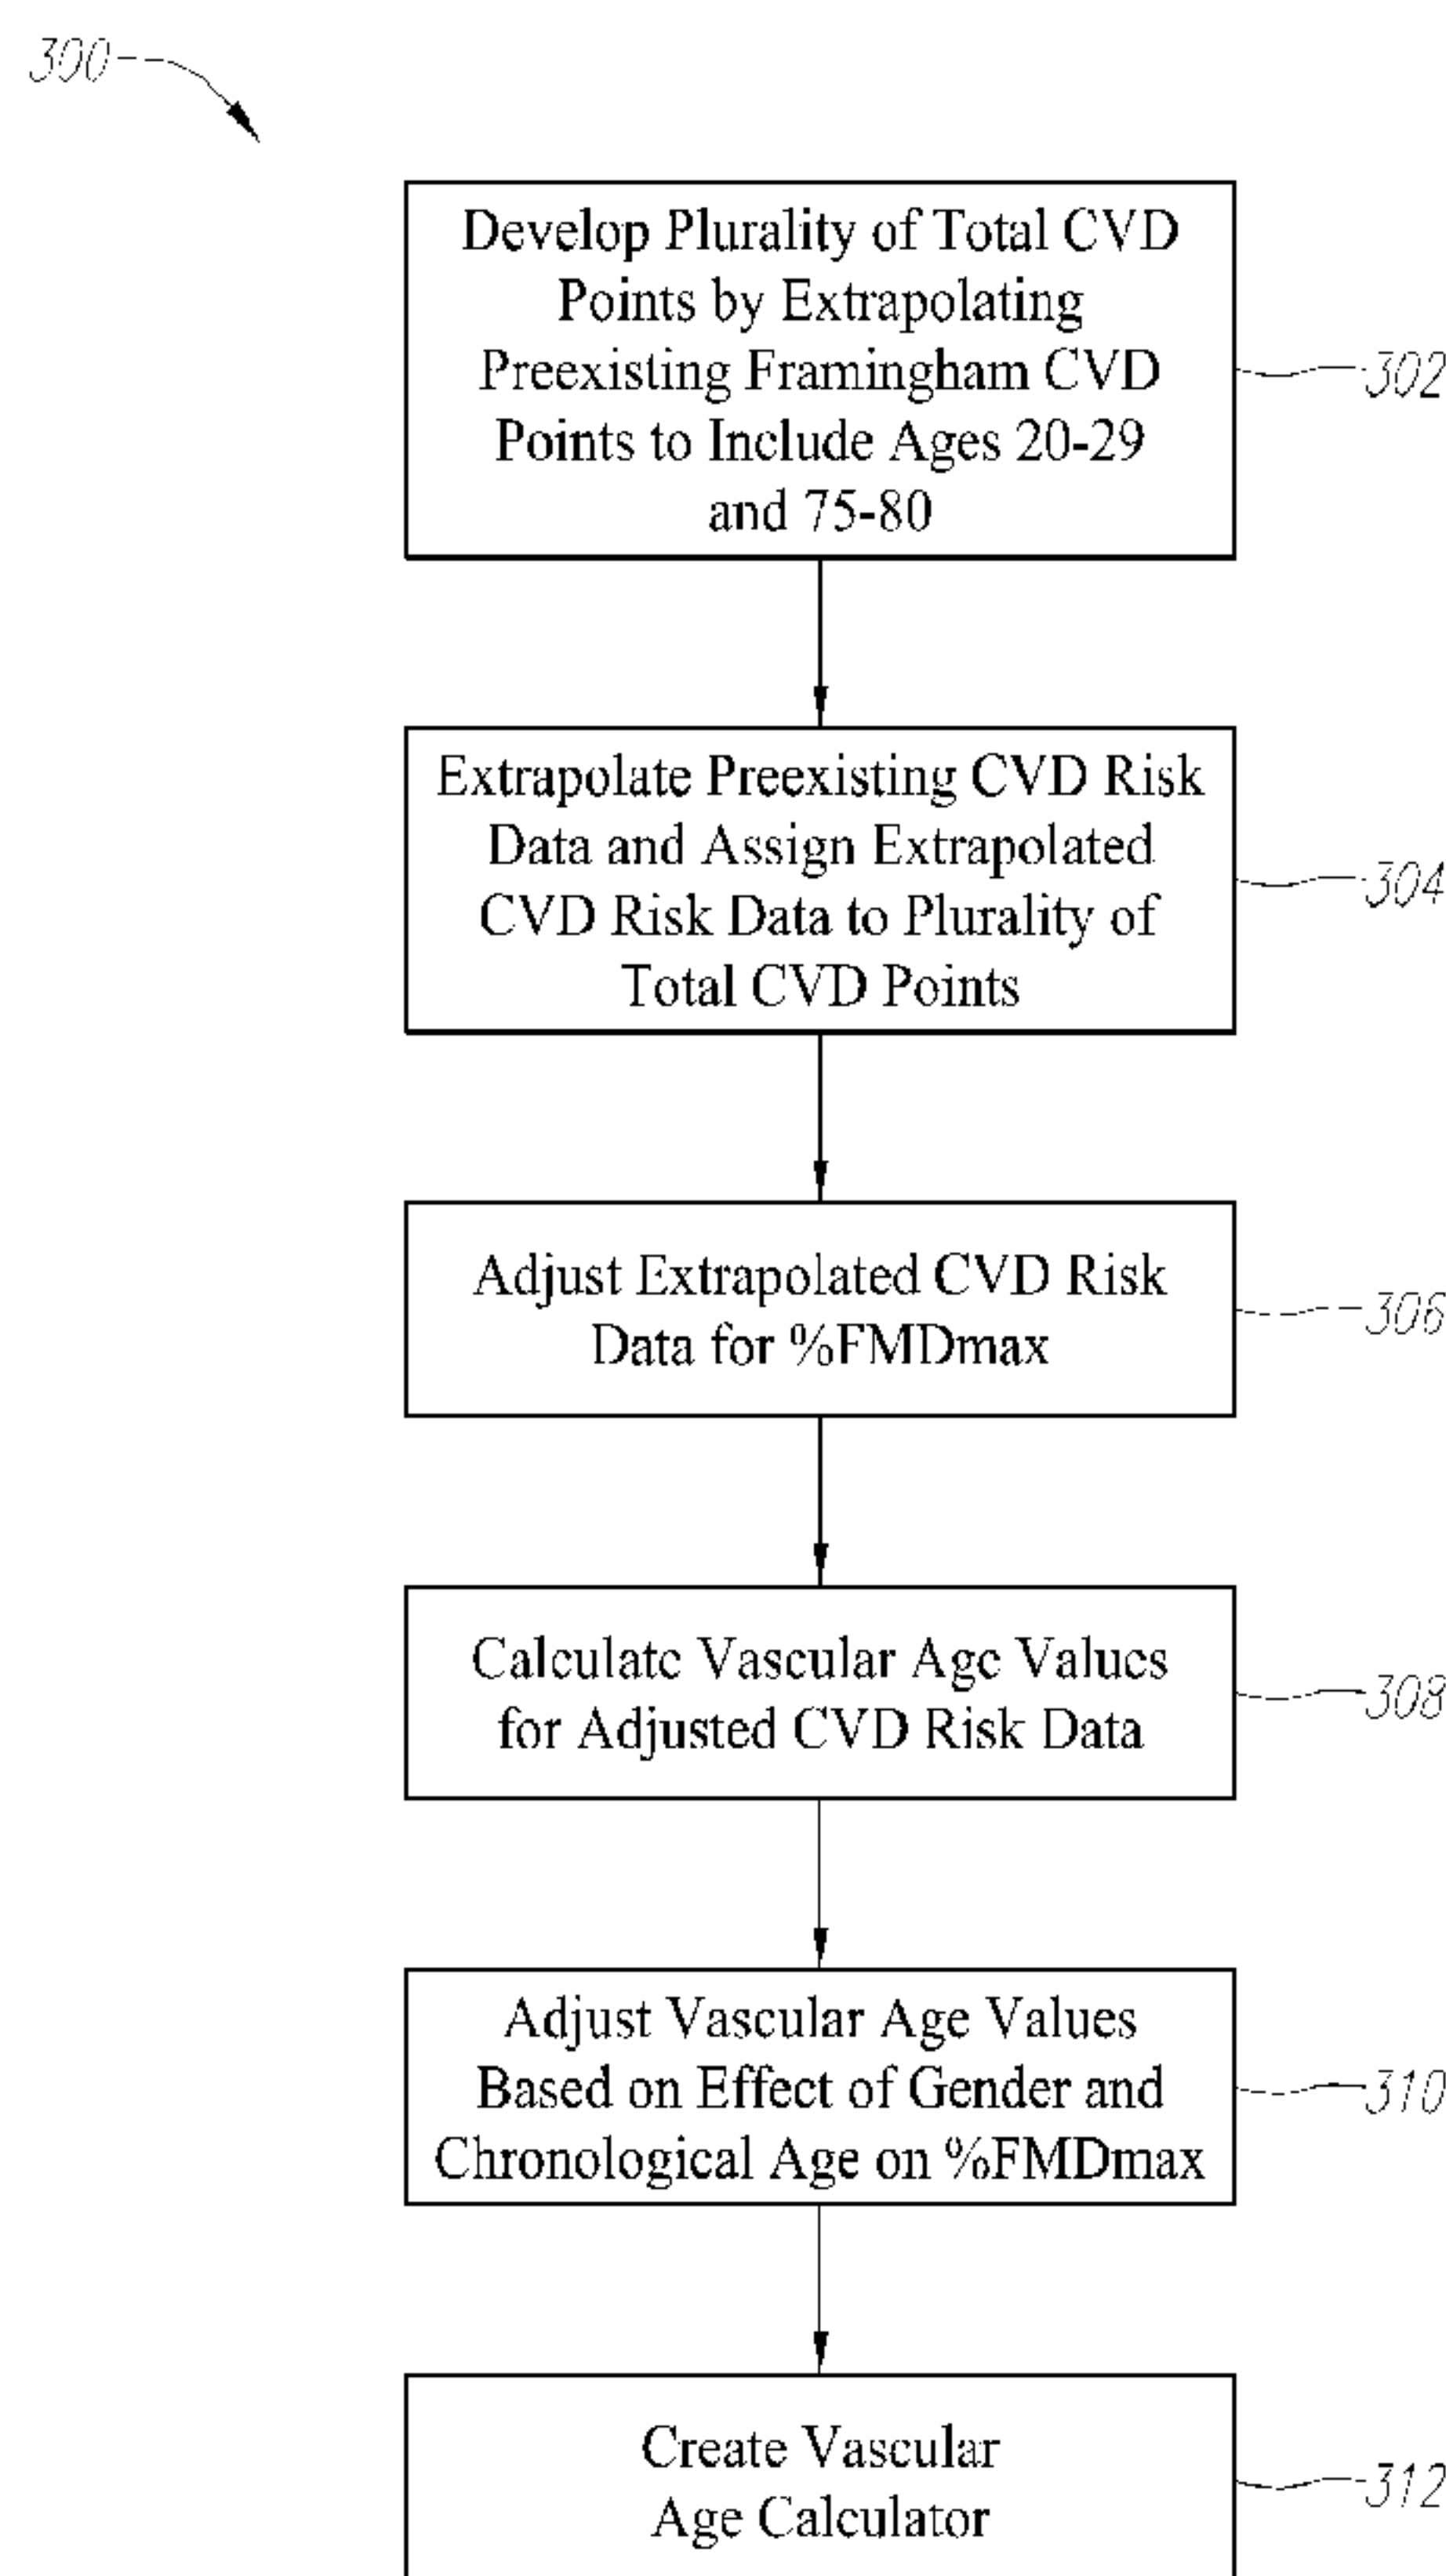 300
Develop Plurality of Total CVD
Points by Extrapolating
Preexisting Framingham CVD
Points to Include Ages 20-29
and 75-80
302
Extrapolate Preexisting CVD Risk
Data and Assign Extrapolated
CVD Risk Data to Plurality of
Total CVD Points
304
Adjust Extrapolated CVD Risk
Data for %FMDmax
306
Calculate Vascular Age Values
for Adjusted CVD Risk Data
308
Adjust Vascular Age Values
Based on Effect of Gender and
Chronological Age on %FMDmax
310
Create Vascular
Age Calculator
312